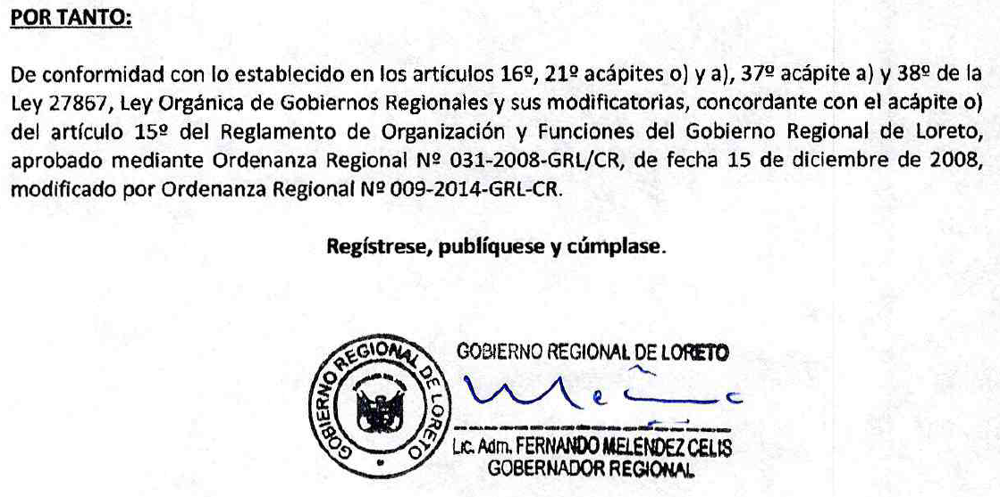 POR TANTO:
De conformidad con lo establecido en los artículos 16º, 21º acápites o) y a), 37º acápite a) y 38º de la
Ley 27867, Ley Orgánica de Gobiernos Regionales y sus modificatorias, concordante con el acápite o)
del artículo 15º del Reglamento de Organización y Funciones del Gobierno Regional de Loreto,
aprobado mediante Ordenanza Regional Nº 031-2008-GRL/CR, de fecha 15 de diciembre de 2008,
modificado por Ordenanza Regional Nº 009-2014-GRL-CR.
Regístrese, publíquese y cúmplase.
GOBIERNO REGIONAL DE LORETO
GOBIERNO REGIONAL DE LORETO
Lic. Adm. FERNANDO MELENDEZ CELIS
GOBERNADOR REGIONAL